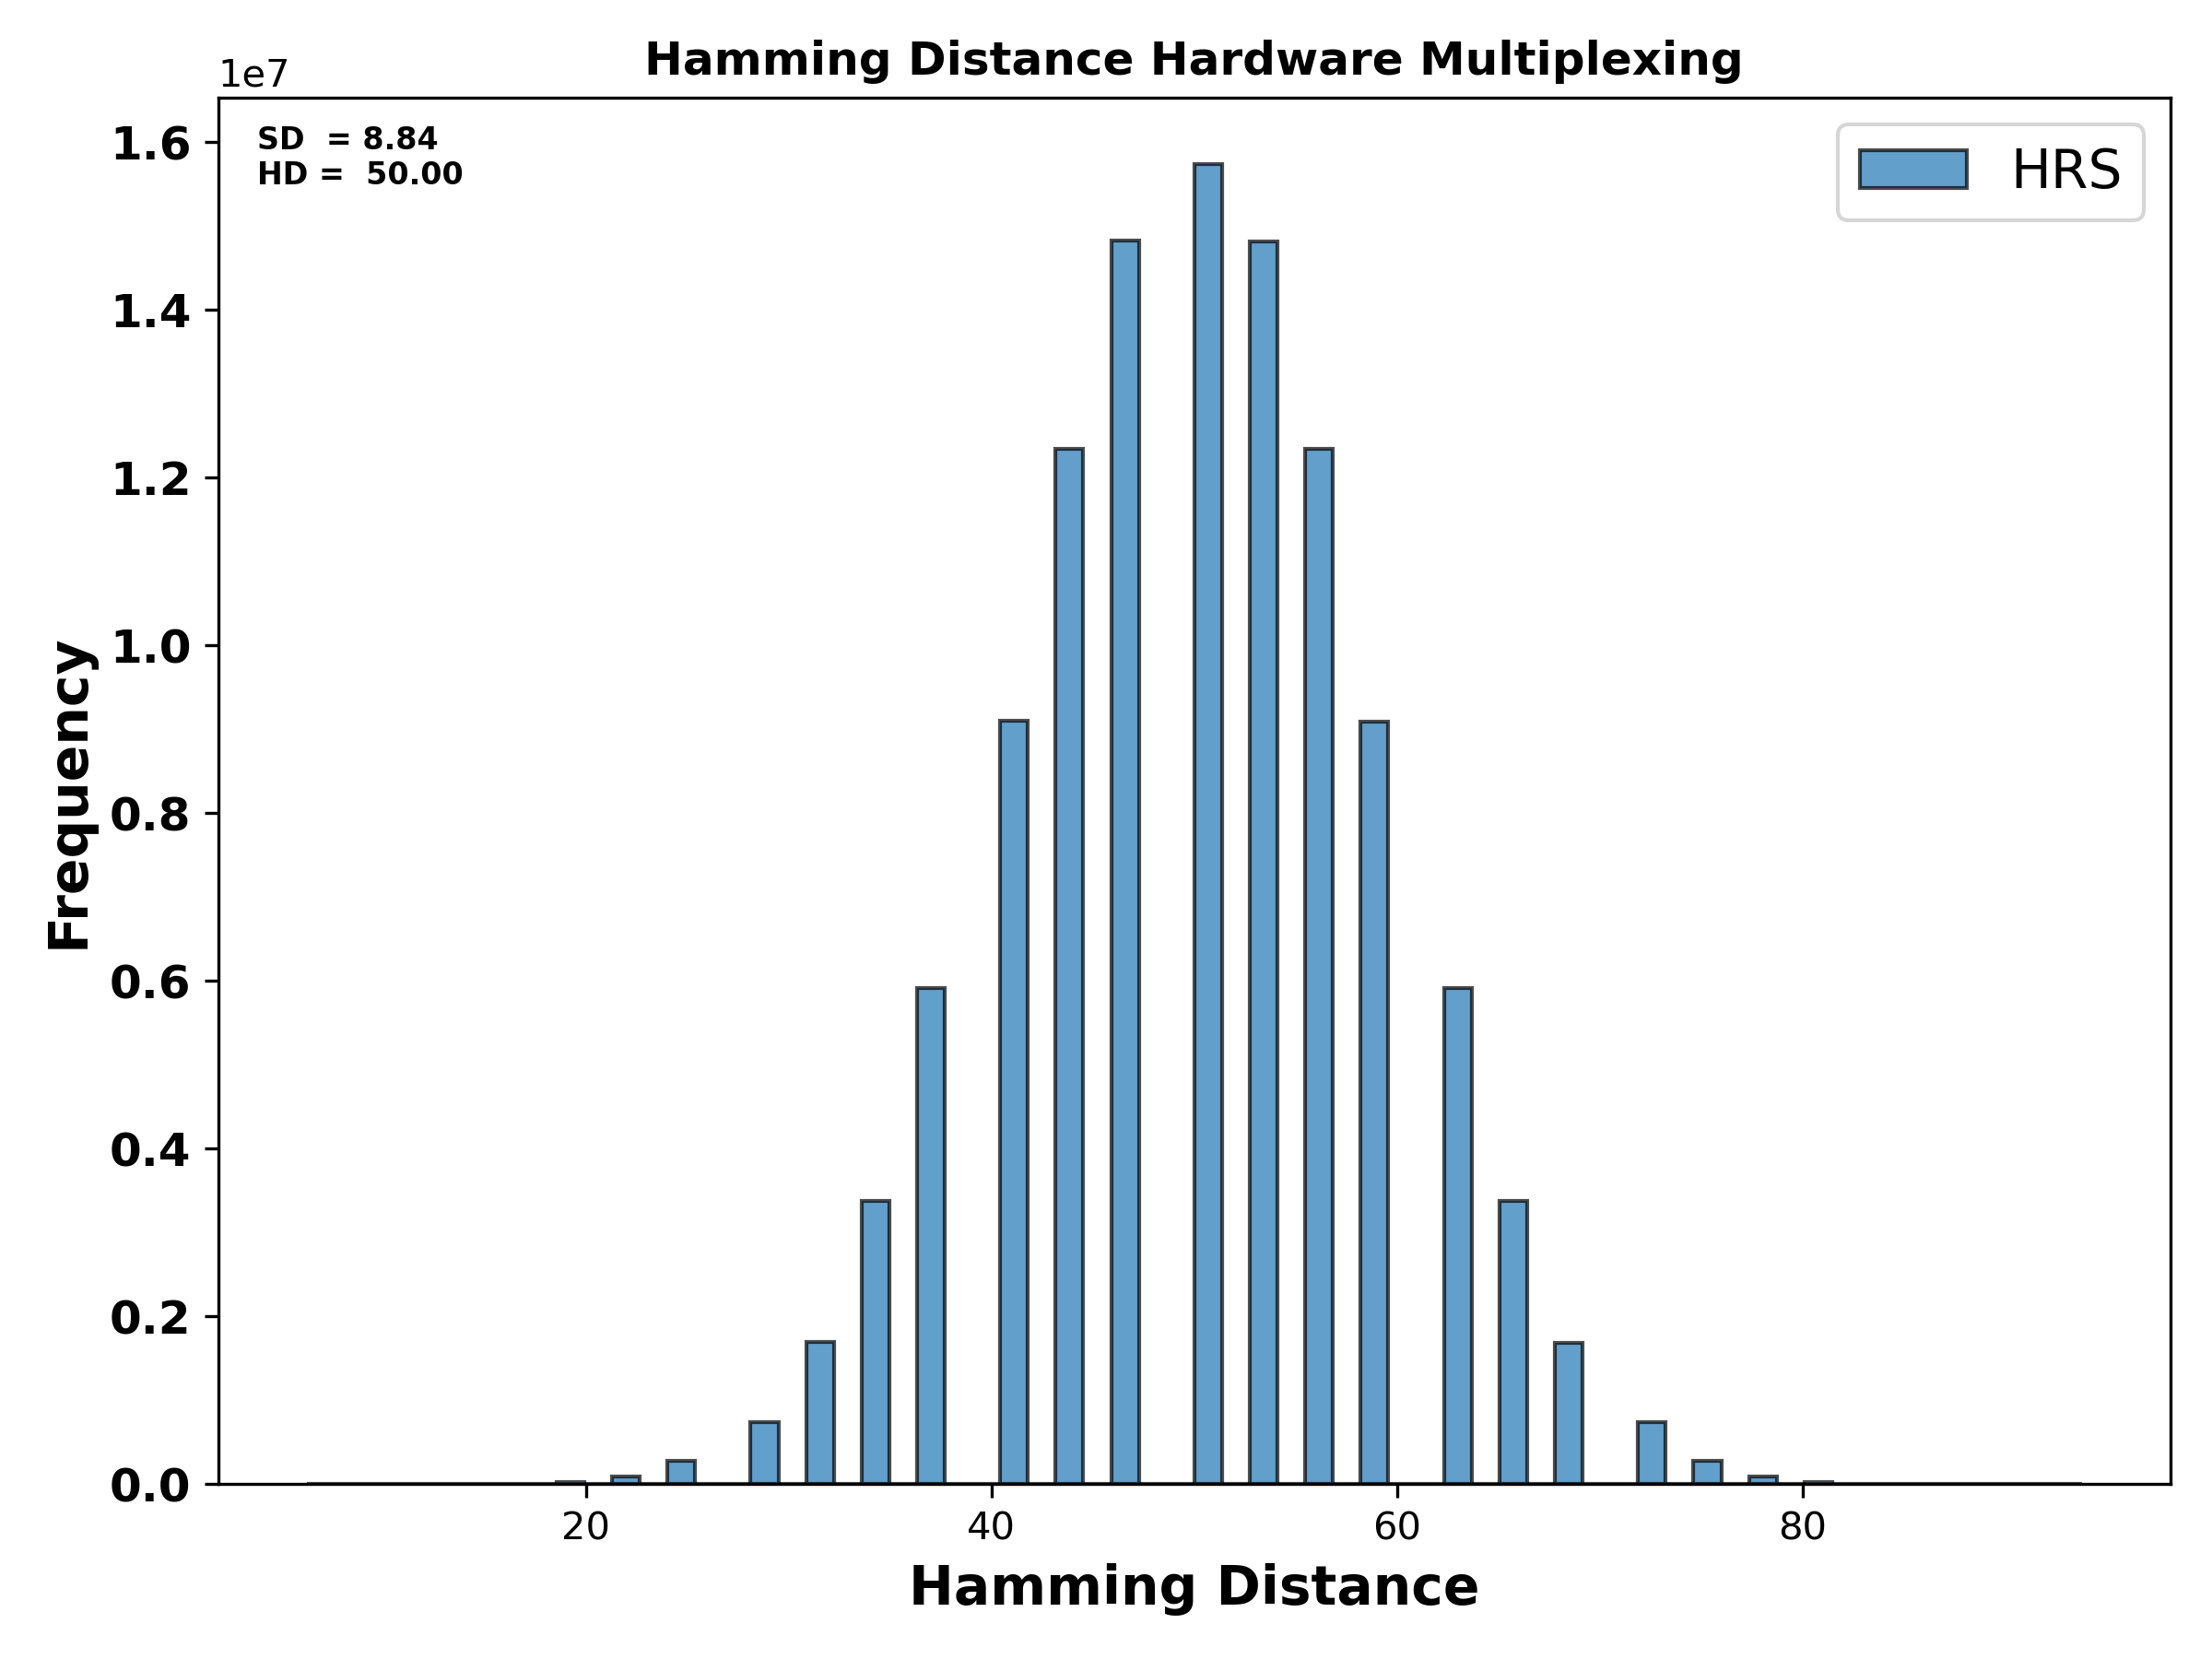 Hamming Distance Hardware Multiplexing
1e7
SD = 8.84
HD = 50.00
HRS
1.6
1.4
1.2
1.0
0.8
0.6
0.4
0.2
0.0
Frequency
20 40 60 80
Hamming Distance